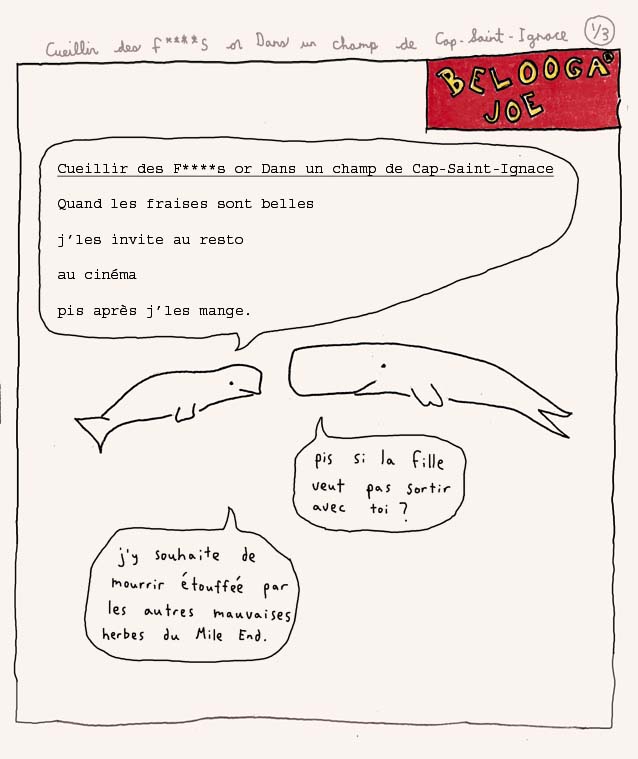 Cueillir des f****s or Dans un champ de Cap-Saint-Ignace 1/3
BELOOGA
JOE
Cueillir des F****s or Dans un champ de Cap-Saint-Ignace
Quand les fraises sont belles
j'les invite au resto
au cinéma
pis après j'les mange.
pis si la fille
veut pas sortir
avec toi ?
j'y souhaite de
mourrir étouffée par
les autres mauvaises
herbes du Mile End.